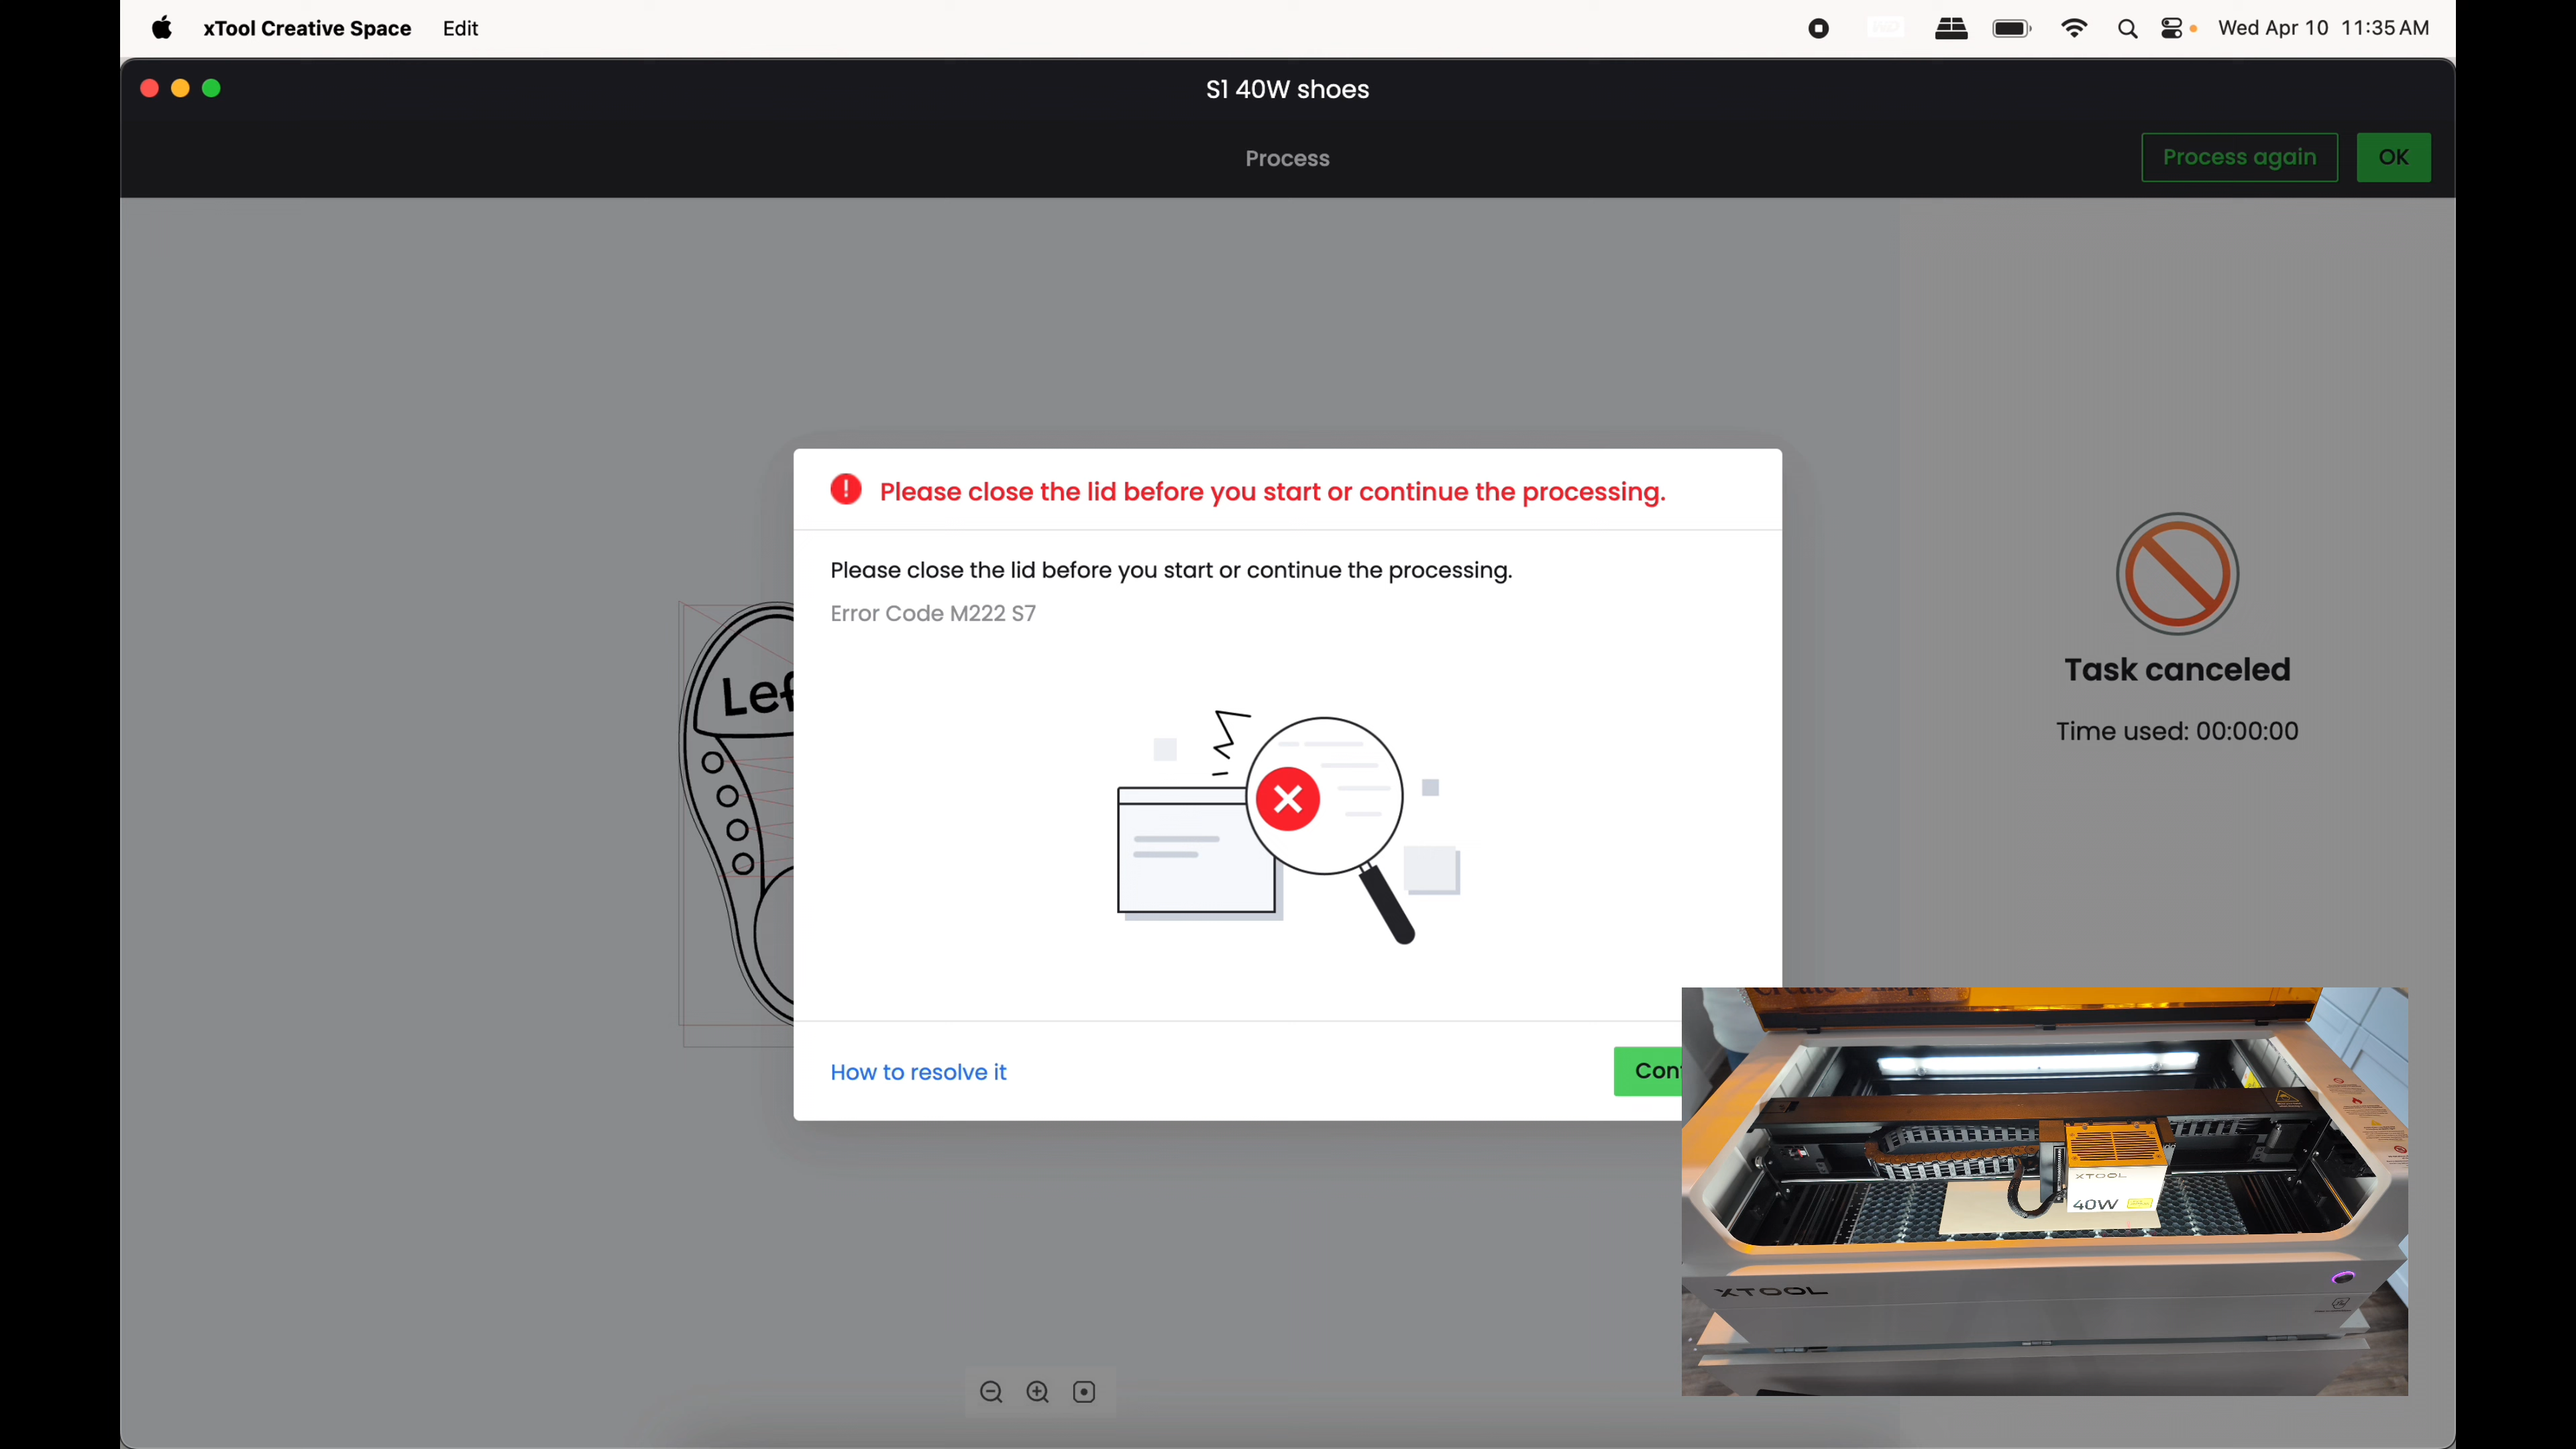 xTool Creative Space Edit
Wed Apr 10 11:35 AM
S1 40W shoes
Process
Process again
OK
Please close the lid before you start or continue the processing.
Please close the lid before you start or continue the processing.
Error Code M222 S7
Lef
Task canceled
Time used: 00:00:00
How to resolve it
Con
XTOOL
40W
XTOOL